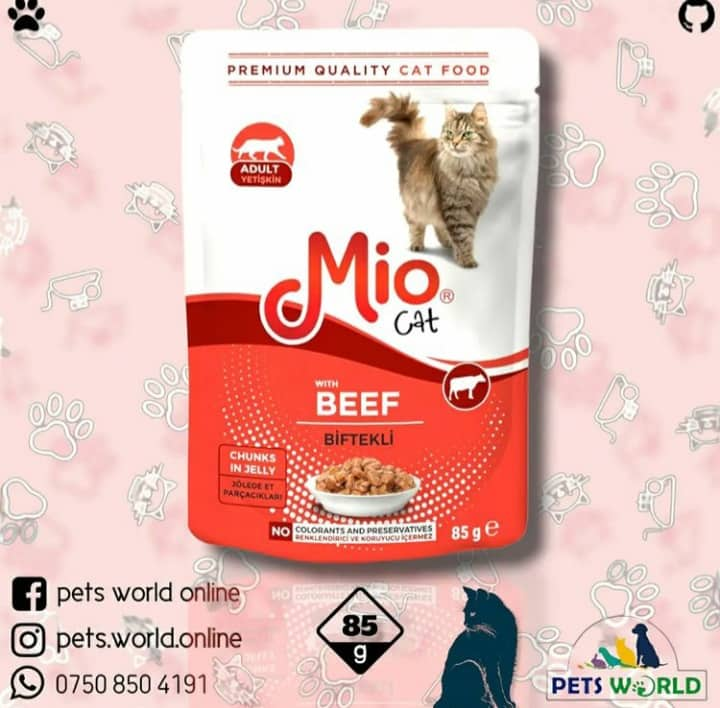 PREMIUM QUALITY CAT FOOD
ADULT
YETİŞKİN
Mio®
Cat
WITH
BEEF
BİFTEKLİ
CHUNKS
IN JELLY
JÖLEDE ET
PARÇACIKLARI
NO COLORANTS AND PRESERVATIVES
RENKLENDİRİCİ VE KORUYUCU İÇERMEZ
85 g e
pets world online
pets.world.online
0750 850 4191
85
g
PETS WORLD